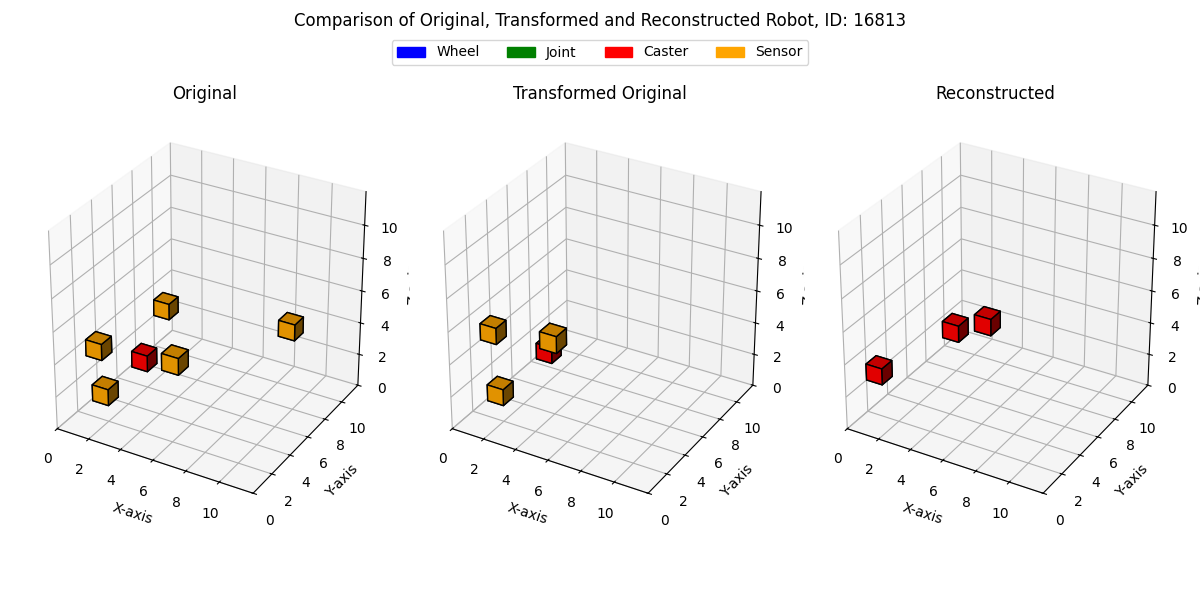 Comparison of Original, Transformed and Reconstructed Robot, ID: 16813
Wheel Joint Caster Sensor
Original Transformed Original Reconstructed
10 10 10
8 8 8
6 6 6
4 4 4
2 2 2
0 0 0
10 10 10
8 8 8
6 6 6
4 4 4
2 2 2
0 0 0
0 2 4 6 8 10 0 2 4 6 8 10 0 2 4 6 8 10
X-axis Y-axis X-axis Y-axis X-axis Y-axis